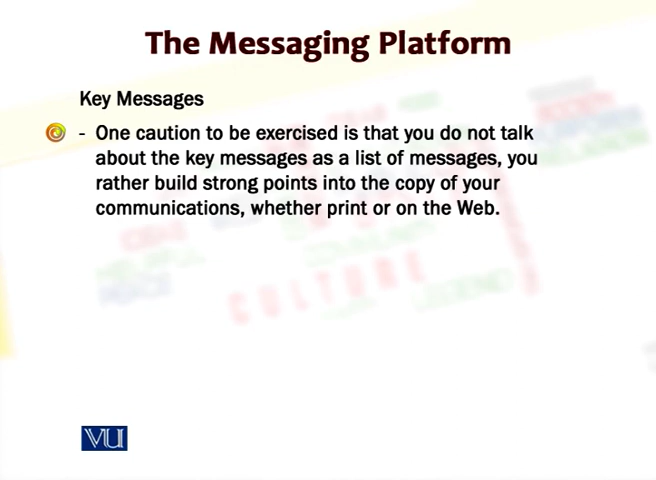 The Messaging Platform
Key Messages
- One caution to be exercised is that you do not talk
about the key messages as a list of messages, you
rather build strong points into the copy of your
communications, whether print or on the Web.
CULTURE
LEGEND
VU